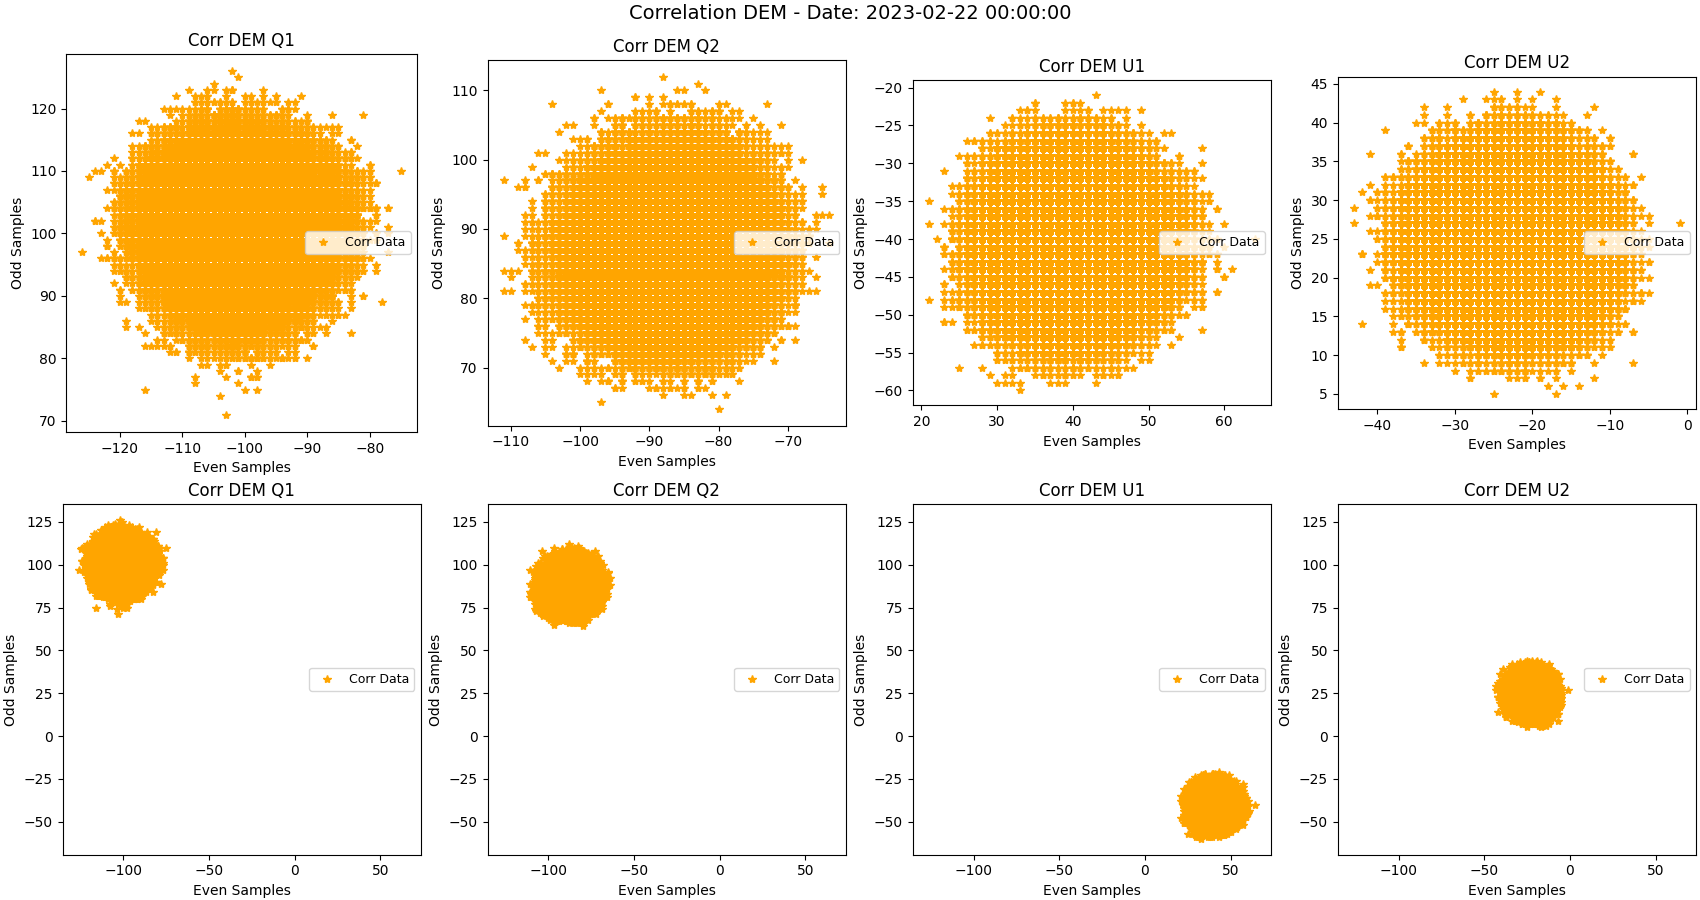 Correlation DEM - Date: 2023-02-22 00:00:00
Corr DEM Q1
Corr DEM Q2
Corr DEM U1
Corr DEM U2
Odd Samples
120
110
100
90
80
70
Corr Data
−120 −110 −100 −90 −80
Even Samples
Odd Samples
110
100
90
80
70
Corr Data
−110 −100 −90 −80 −70
Even Samples
Odd Samples
−20
−25
−30
−35
−40
−45
−50
−55
−60
Corr Data
20 30 40 50 60
Even Samples
Odd Samples
45
40
35
30
25
20
15
10
5
Corr Data
−40 −30 −20 −10 0
Even Samples
Corr DEM Q1
Corr DEM Q2
Corr DEM U1
Corr DEM U2
Odd Samples
125
100
75
50
25
0
−25
−50
Corr Data
−100 −50 0 50
Even Samples
Odd Samples
125
100
75
50
25
0
−25
−50
Corr Data
−100 −50 0 50
Even Samples
Odd Samples
125
100
75
50
25
0
−25
−50
Corr Data
−100 −50 0 50
Even Samples
Odd Samples
125
100
75
50
25
0
−25
−50
Corr Data
−100 −50 0 50
Even Samples